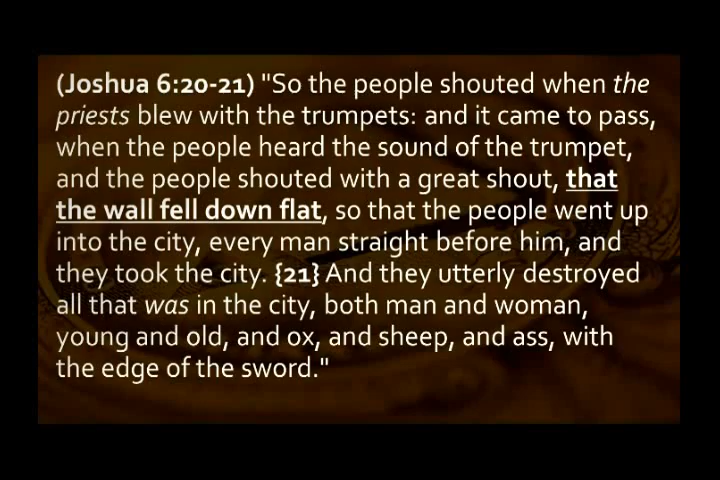 (Joshua 6:20-21) "So the people shouted when the
priests blew with the trumpets: and it came to pass,
when the people heard the sound of the trumpet,
and the people shouted with a great shout, that
the wall fell down flat, so that the people went up
into the city, every man straight before him, and
they took the city. {21} And they utterly destroyed
all that was in the city, both man and woman,
young and old, and ox, and sheep, and ass, with
the edge of the sword."